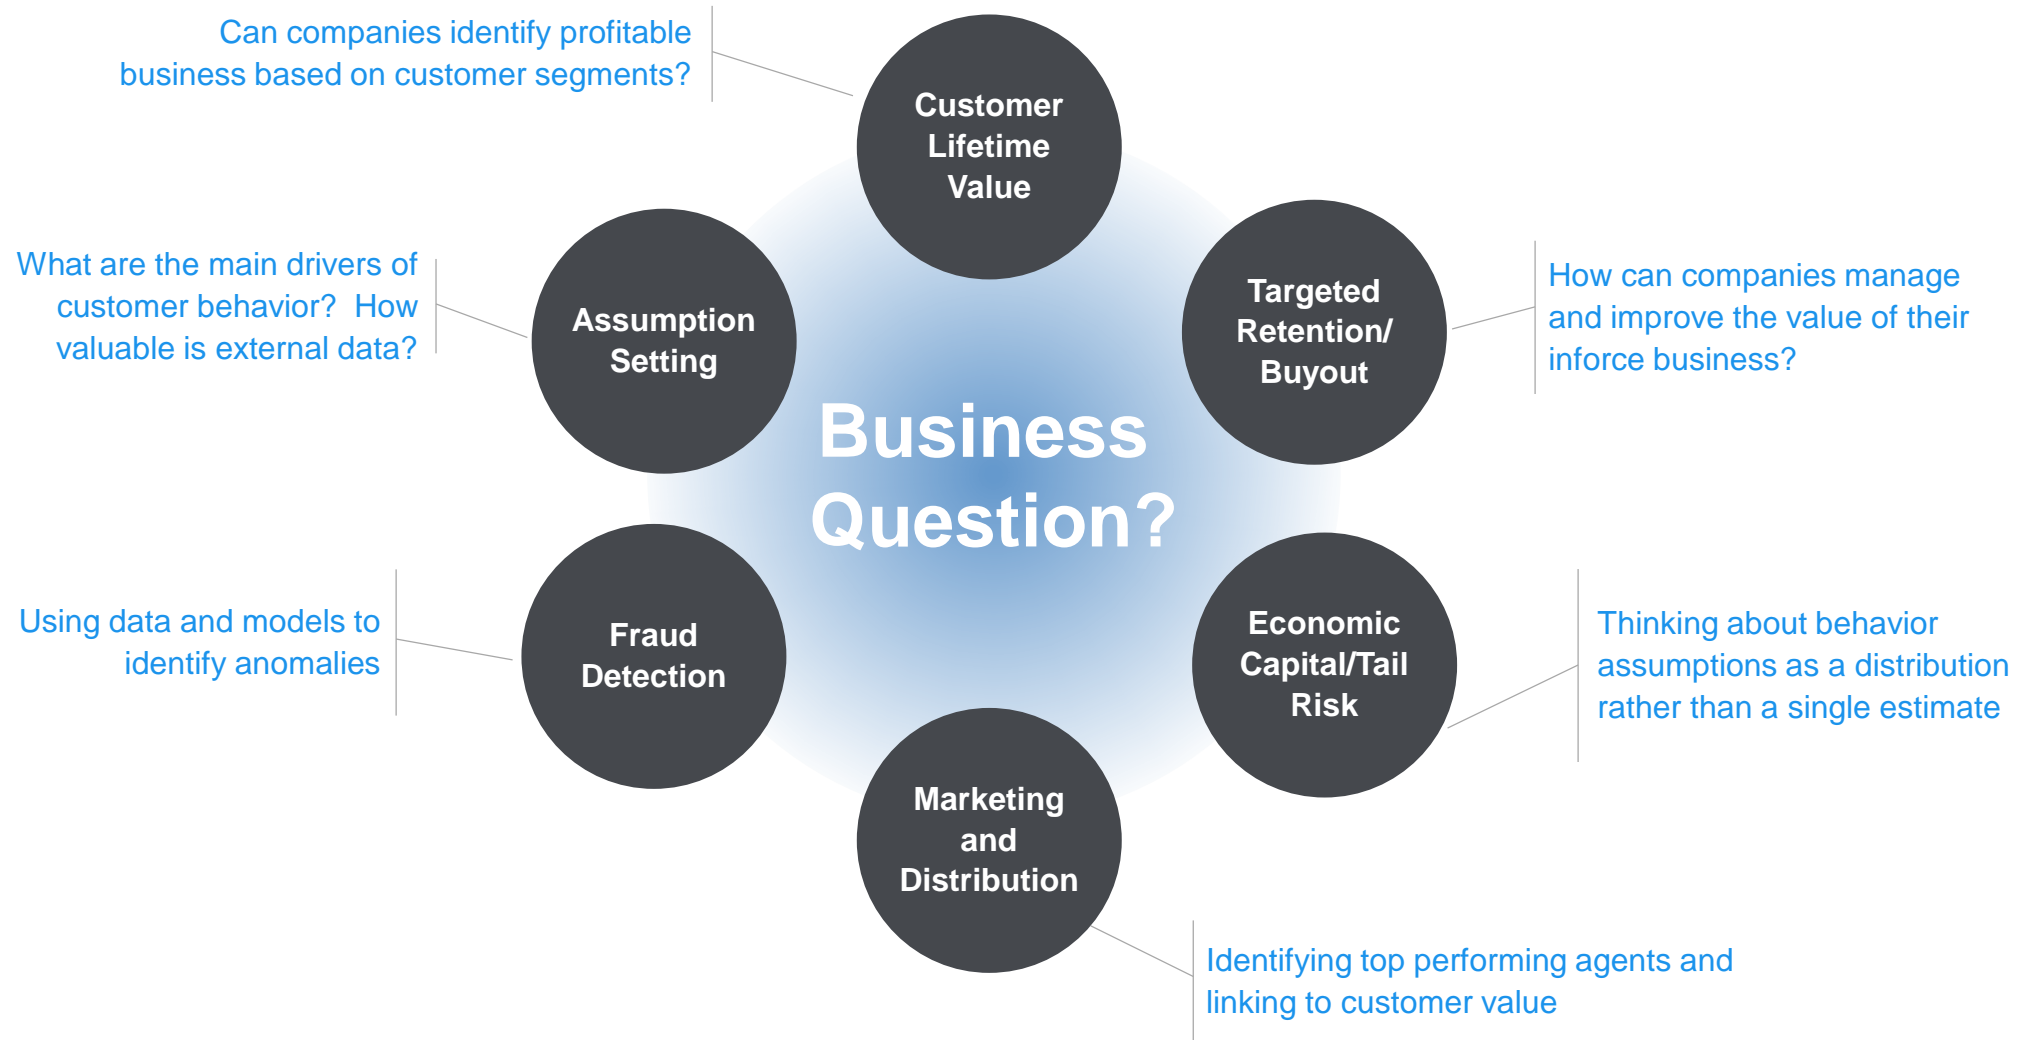 Can companies identify profitable
business based on customer segments?
Customer
Lifetime
Value
What are the main drivers of
customer behavior?  How
valuable is external data?
Assumption
Setting
Targeted
Retention/
Buyout
How can companies manage
and improve the value of their
inforce business?
Business
Question?
Using data and models to
identify anomalies
Fraud
Detection
Economic
Capital/Tail
Risk
Thinking about behavior
assumptions as a distribution
rather than a single estimate
Marketing
and
Distribution
Identifying top performing agents and
linking to customer value